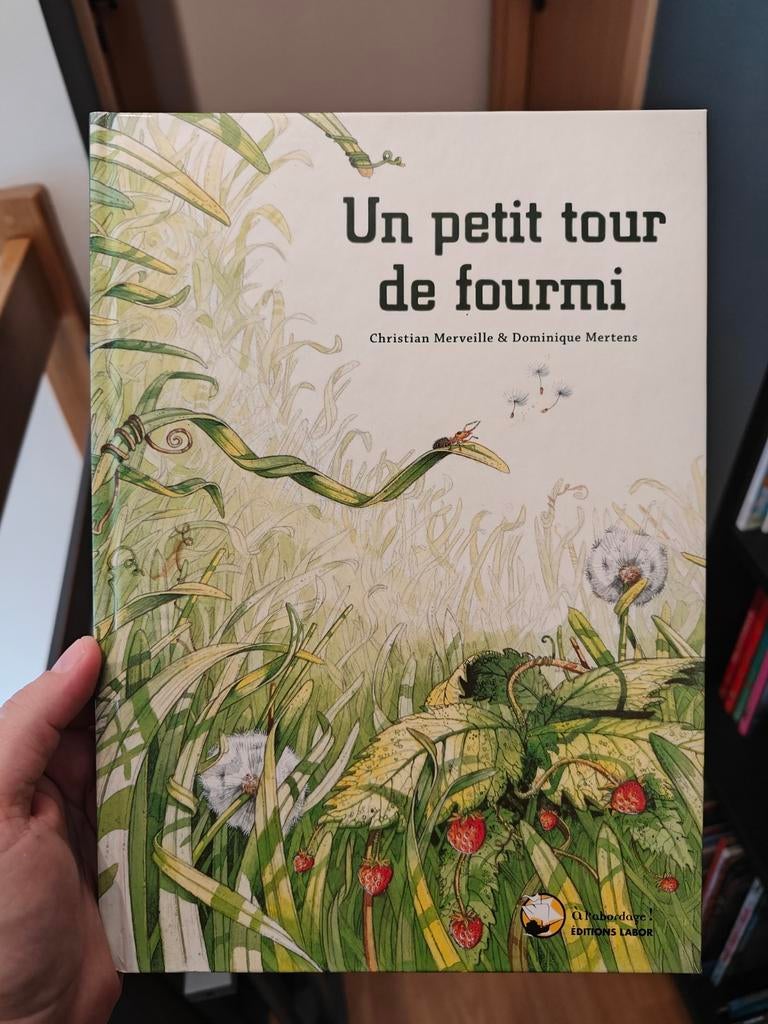 Un petit tour
de fourmi
Christian Merveille & Dominique Mertens
à l'abordage !
ÉDITIONS LABOR